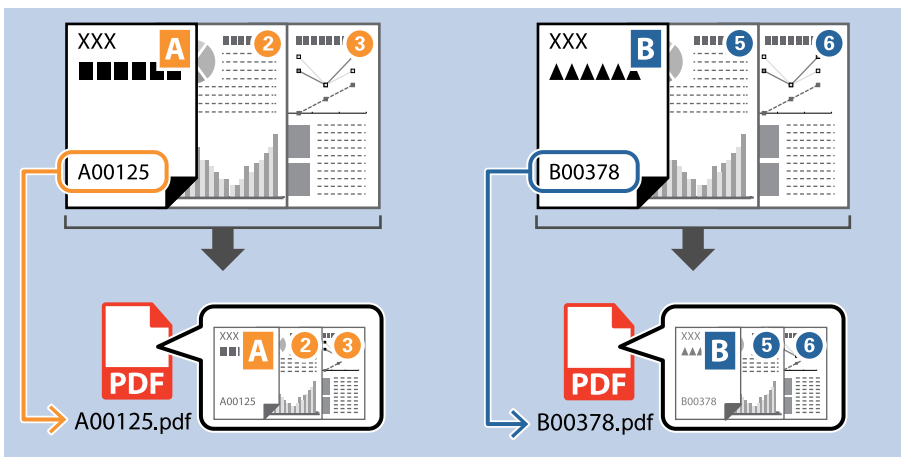 XXX
A
2
3
A00125
XXX
B
5
6
B00378
PDF
XXX
A
2
3
A00125
A00125.pdf
PDF
XXX
B
5
6
B00378
B00378.pdf